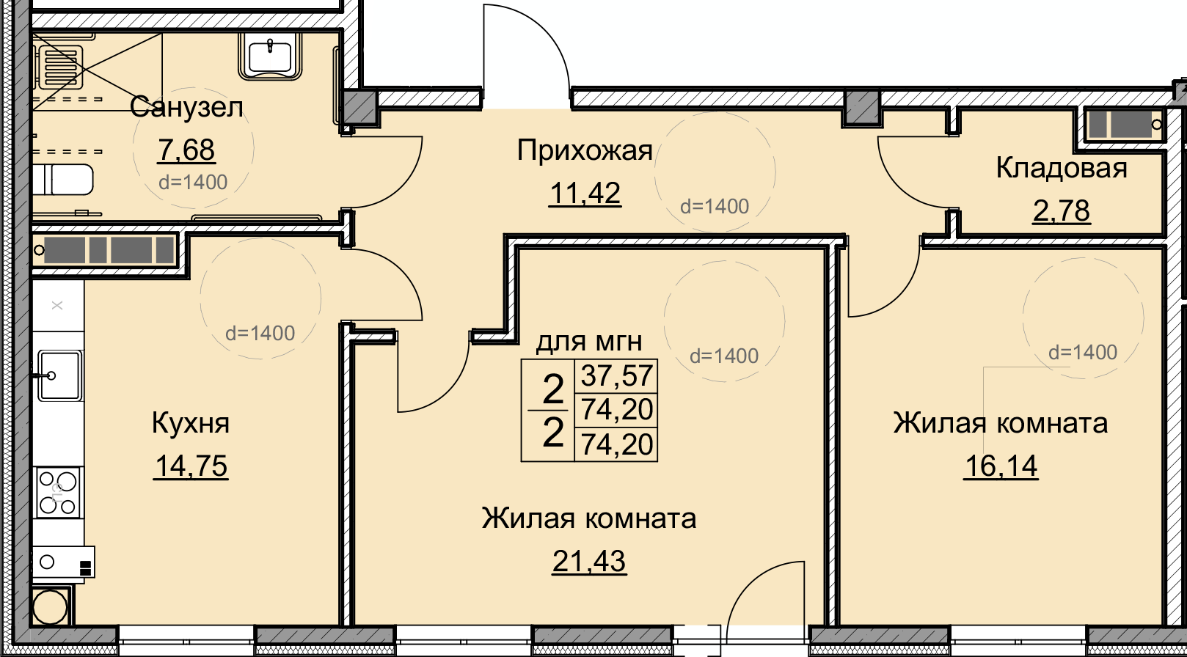 Санузел
7,68
d=1400
Прихожая
11,42
d=1400
Кладовая
2,78
X
d=1400
для мгн
2
2
37,57
74,20
74,20
d=1400
d=1400
Кухня
14,75
Жилая комната
21,43
Жилая комната
16,14